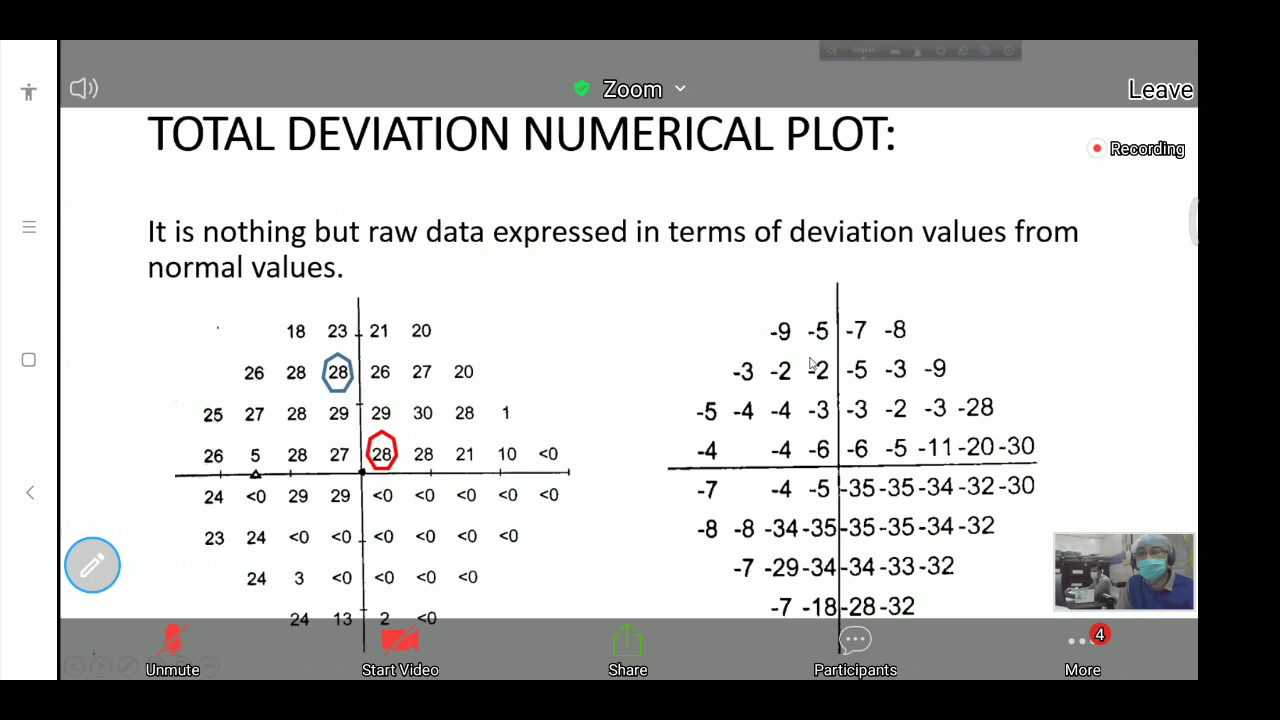 English
Zoom
Leave
TOTAL DEVIATION NUMERICAL PLOT:
Recording
It is nothing but raw data expressed in terms of deviation values from
normal values.
18 23 21 20
26 28 28 26 27 20
25 27 28 29 29 30 28 1
26 5 28 27 28 28 21 10 <0
24 <0 29 29 <0 <0 <0 <0 <0
23 24 <0 <0 <0 <0 <0 <0
24 3 <0 <0 <0 <0
24 13 2 <0
-9 -5 -7 -8
-3 -2 -2 -5 -3 -9
-5 -4 -4 -3 -3 -2 -3 -28
-4 -4 -6 -6 -5 -11 -20 -30
-7 -4 -5 -35 -35 -34 -32 -30
-8 -8 -34 -35 -35 -35 -34 -32
-7 -29 -34 -34 -33 -32
-7 -18 -28 -32
Unmute
Start Video
Share
Participants
4
More